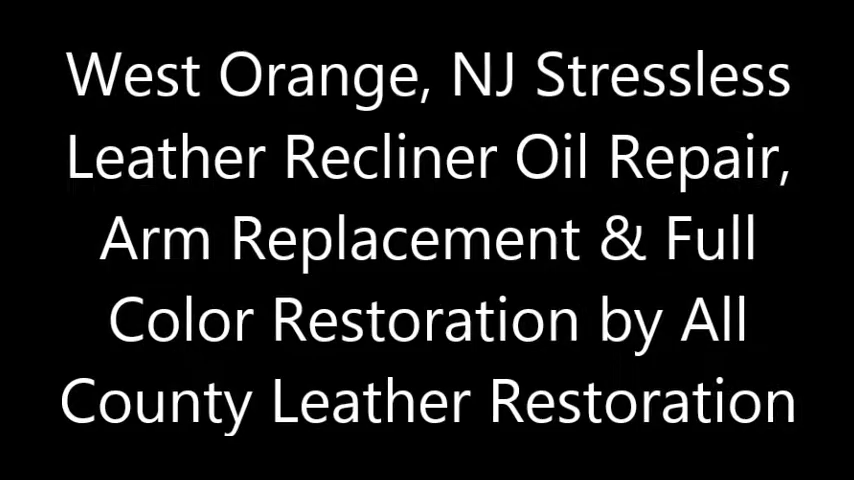 West Orange, NJ Stressless
Leather Recliner Oil Repair,
Arm Replacement & Full
Color Restoration by All
County Leather Restoration